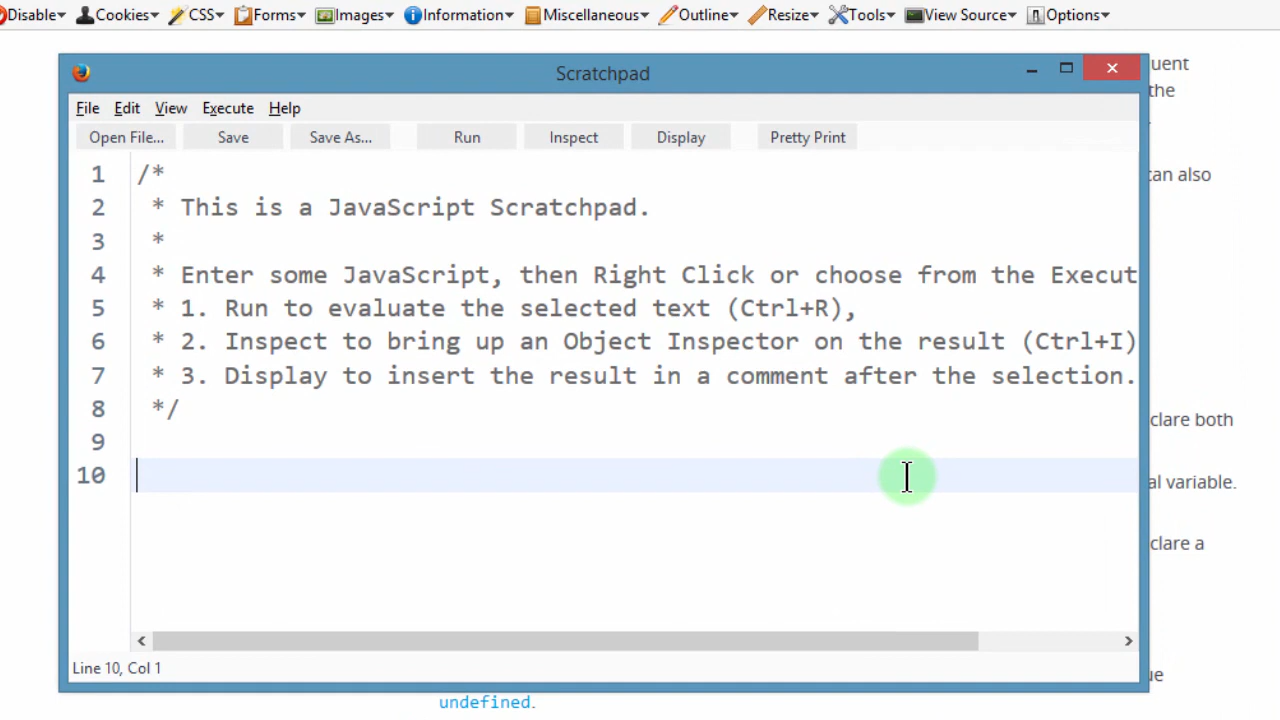 Disable Cookies CSS Forms Images Information Miscellaneous Outline Resize Tools View Source Options
Scratchpad
File Edit View Execute Help
Open File... Save Save As... Run Inspect Display Pretty Print
1 /*
2 * This is a JavaScript Scratchpad.
3 *
4 * Enter some JavaScript, then Right Click or choose from the Execut
5 * 1. Run to evaluate the selected text (Ctrl+R),
6 * 2. Inspect to bring up an Object Inspector on the result (Ctrl+I)
7 * 3. Display to insert the result in a comment after the selection.
8 */
9
10
Line 10, Col 1
uent
the
can also
clare both
al variable.
clare a
ue
undefined.